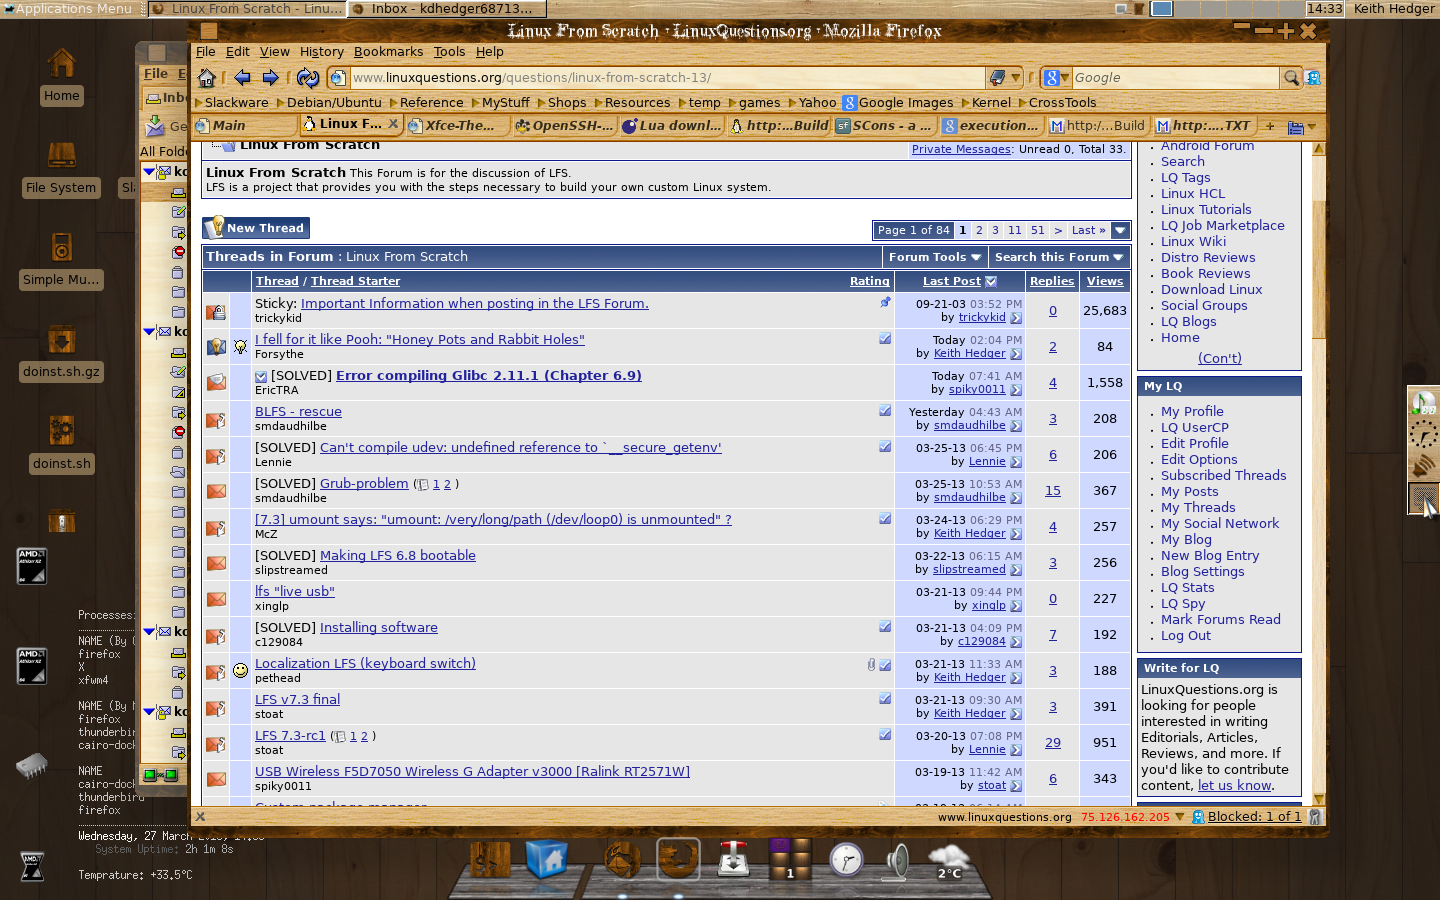 Applications Menu
Linux From Scratch - Linu...
Inbox - kdhedger68713...
14:33
Keith Hedger
Linux From Scratch - LinuxQuestions.org - Mozilla Firefox
File Edit View History Bookmarks Tools Help
www.linuxquestions.org/questions/linux-from-scratch-13/
Google
Slackware Debian/Ubuntu Reference MyStuff Shops Resources temp games Yahoo Google Images Kernel CrossTools
Main
Linux F...
Xfce-The...
OpenSSH-...
Lua downl...
http:...Build
SCons - a ...
execution...
http:/...Build
http:....TXT
Home
File System
Simple Mu...
doinst.sh.gz
doinst.sh
File
Inb
Ge
All Folde
Linux From Scratch
Private Messages: Unread 0, Total 33.
Linux From Scratch This Forum is for the discussion of LFS.
LFS is a project that provides you with the steps necessary to build your own custom Linux system.
New Thread
Page 1 of 84 1 2 3 11 51 > Last »
Threads in Forum : Linux From Scratch
Forum Tools
Search this Forum
Thread / Thread Starter Rating Last Post Replies Views
Sticky: Important Information when posting in the LFS Forum. 09-21-03 03:52 PM 0 25,683
trickykid by trickykid
I fell for it like Pooh: "Honey Pots and Rabbit Holes" Today 02:04 PM 2 84
Forsythe by Keith Hedger
[SOLVED] Error compiling Glibc 2.11.1 (Chapter 6.9) Today 07:41 AM 4 1,558
EricTRA by spiky0011
BLFS - rescue Yesterday 04:43 AM 3 208
smdaudhilbe by smdaudhilbe
[SOLVED] Can't compile udev: undefined reference to `__secure_getenv' 03-25-13 06:45 PM 6 206
Lennie by Lennie
[SOLVED] Grub-problem ( 1 2 ) 03-25-13 10:53 AM 15 367
smdaudhilbe by smdaudhilbe
[7.3] umount says: "umount: /very/long/path (/dev/loop0) is unmounted" ? 03-24-13 06:29 PM 4 257
McZ by Keith Hedger
[SOLVED] Making LFS 6.8 bootable 03-22-13 06:15 AM 3 256
slipstreamed by slipstreamed
lfs "live usb" 03-21-13 09:44 PM 0 227
xinglp by xinglp
[SOLVED] Installing software 03-21-13 04:09 PM 7 192
c129084 by c129084
Localization LFS (keyboard switch) 03-21-13 11:33 AM 3 188
pethead by Keith Hedger
LFS v7.3 final 03-21-13 09:30 AM 3 391
stoat by Keith Hedger
LFS 7.3-rc1 ( 1 2 ) 03-20-13 07:08 PM 29 951
stoat by Lennie
USB Wireless F5D7050 Wireless G Adapter v3000 [Ralink RT2571W] 03-19-13 11:42 AM 6 343
spiky0011 by stoat
Android Forum
Search
LQ Tags
Linux HCL
Linux Tutorials
LQ Job Marketplace
Linux Wiki
Distro Reviews
Book Reviews
Download Linux
Social Groups
LQ Blogs
Home
(Con't)
My LQ
My Profile
LQ UserCP
Edit Profile
Edit Options
Subscribed Threads
My Posts
My Threads
My Social Network
My Blog
New Blog Entry
Blog Settings
LQ Stats
LQ Spy
Mark Forums Read
Log Out
Write for LQ
LinuxQuestions.org is
looking for people
interested in writing
Editorials, Articles,
Reviews, and more. If
you'd like to contribute
content, let us know.
www.linuxquestions.org 75.126.162.205 Blocked: 1 of 1
Processes:
NAME (By
firefox
X
xfwm4
NAME (By
firefox
thunderbir
cairo-dock
NAME
cairo-dock
thunderbird
firefox
Wednesday, 27 March
System Uptime: 2h 1m 8s
Temprature: +33.5°C
AMD
AMD
AMD
1
2°C